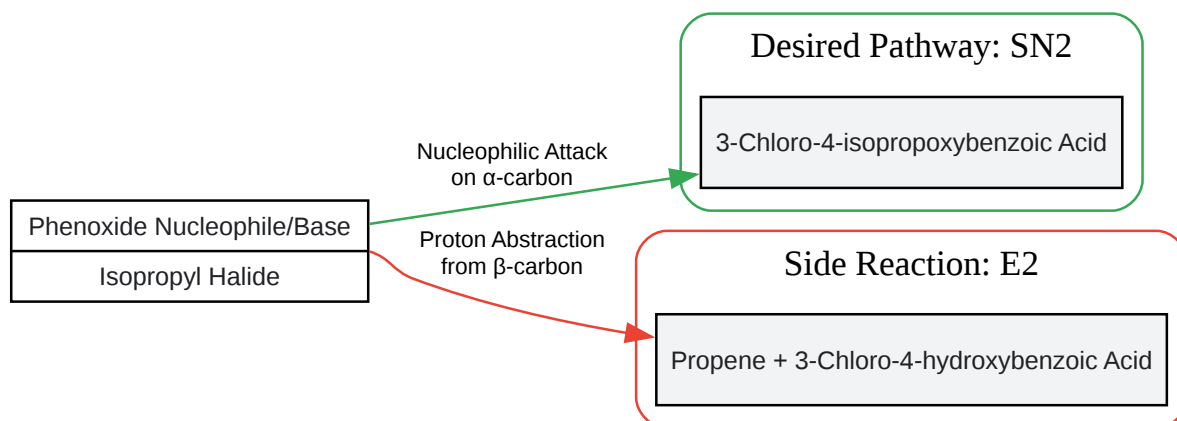 Desired Pathway: SN2
3-Chloro-4-isopropoxybenzoic Acid
Nucleophilic Attack
on α-carbon
Phenoxide Nucleophile/Base
Isopropyl Halide
Proton Abstraction
from β-carbon
Side Reaction: E2
Propene + 3-Chloro-4-hydroxybenzoic Acid